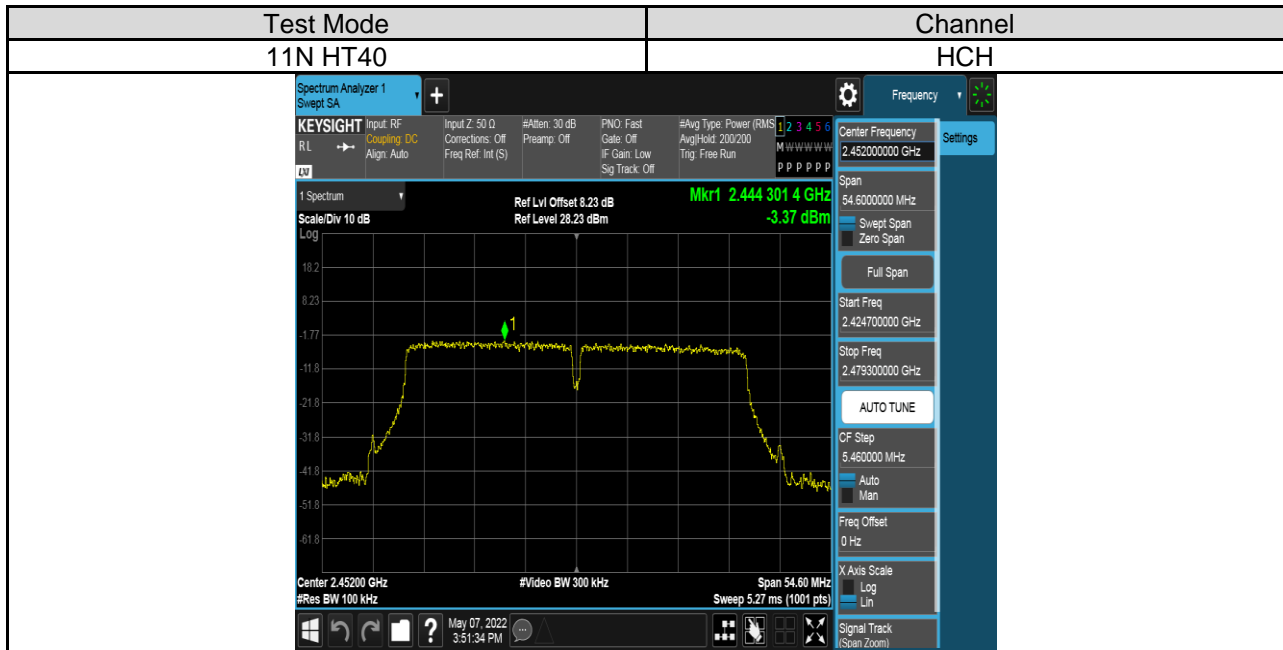 Test Mode Channel
11N HT40 HCH
Spectrum Analyzer 1
Swept SA
Frequency
KEYSIGHT Input: RF Input Z: 50 Ω #Atten: 30 dB PNO: Fast #Avg Type: Power (RMS 1 2 3 4 5 6
RL Coupling: DC Corrections: Off Preamp: Off Gate: Off Avg|Hold: 200/200 M W W W W W
Align: Auto Freq Ref: Int (S) IF Gain: Low Trig: Free Run
LXI Sig Track: Off P P P P P P
1 Spectrum
Scale/Div 10 dB
Ref Lvl Offset 8.23 dB
Ref Level 28.23 dBm
Mkr1 2.444 301 4 GHz
-3.37 dBm
Log
18.2
8.23
-1.77
-11.8
-21.8
-31.8
-41.8
-51.8
-61.8
1
Center 2.45200 GHz #Video BW 300 kHz Span 54.60 MHz
#Res BW 100 kHz Sweep 5.27 ms (1001 pts)
? May 07, 2022
3:51:34 PM
Center Frequency
2.452000000 GHz
Settings
Span
54.6000000 MHz
Swept Span
Zero Span
Full Span
Start Freq
2.424700000 GHz
Stop Freq
2.479300000 GHz
AUTO TUNE
CF Step
5.460000 MHz
Auto
Man
Freq Offset
0 Hz
X Axis Scale
Log
Lin
Signal Track
(Span Zoom)